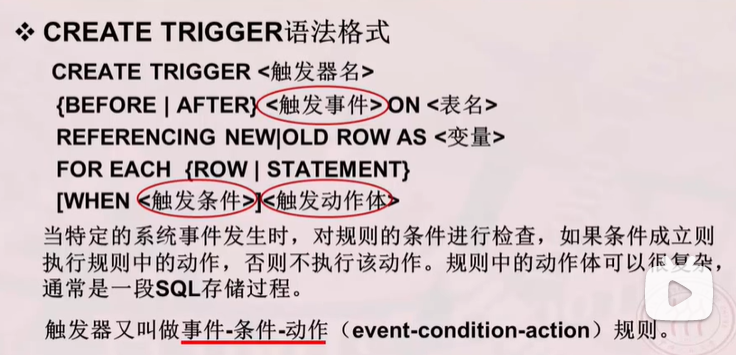 ❖ CREATE TRIGGER语法格式
CREATE TRIGGER <触发器名>
{BEFORE | AFTER} <触发事件> ON <表名>
REFERENCING NEW|OLD ROW AS <变量>
FOR EACH {ROW | STATEMENT}
[WHEN <触发条件>]<触发动作体>
当特定的系统事件发生时，对规则的条件进行检查，如果条件成立则
执行规则中的动作，否则不执行该动作。规则中的动作体可以很复杂，
通常是一段SQL存储过程。
触发器又叫做事件-条件-动作（event-condition-action）规则。